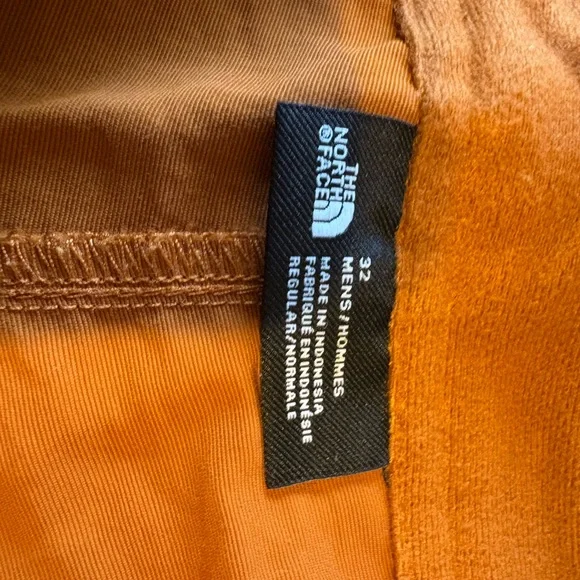 THE
NORTH
FACE®
32
MENS/HOMMES
MADE IN INDONESIA
FABRIQUÉ EN INDONÉSIE
REGULAR/NORMALE